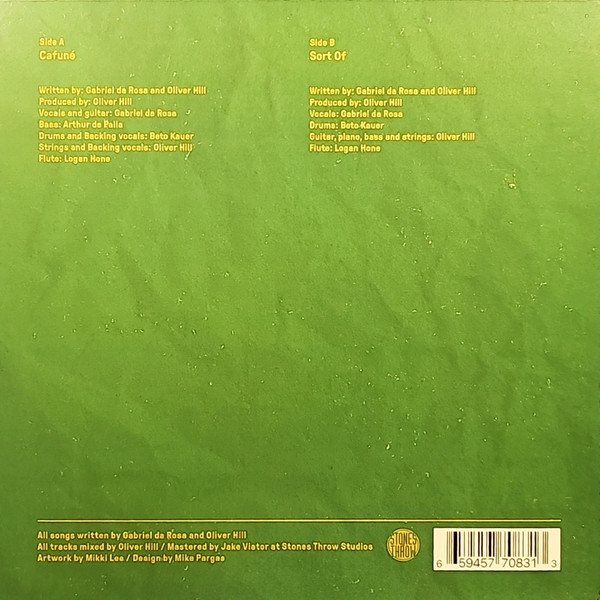 Side A
Cafuné
Written by: Gabriel da Rosa and Oliver Hill
Produced by: Oliver Hill
Vocals and guitar: Gabriel da Rosa
Bass: Arthur de Palla
Drums and Backing vocals: Beto Kauer
Strings and Backing vocals: Oliver Hill
Flute: Logan Hone
Side B
Sort Of
Written by: Gabriel da Rosa and Oliver Hill
Produced by: Oliver Hill
Vocals: Gabriel da Rosa
Drums: Beto Kauer
Guitar, piano, bass and strings: Oliver Hill
Flute: Logan Hone
All songs written by Gabriel da Rosa and Oliver Hill
All tracks mixed by Oliver Hill / Mastered by Jake Viator at Stones Throw Studios
Artwork by Mikki Lee / Design by Mike Pargas
STONES
THROW
6 59457 70831 3